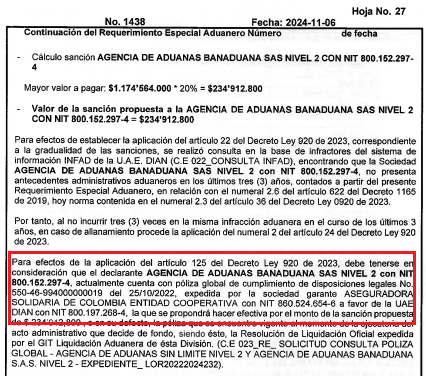 Hoja No. 27
No. 1438 Fecha: 2024-11-06
Continuación del Requerimiento Especial Aduanero Número de fecha
- Cálculo sanción AGENCIA DE ADUANAS BANADUANA SAS NIVEL 2 CON NIT 800.152.297-
4
Mayor valor a pagar: $1.174'564.000 * 20% = $234'912.800
- Valor de la sanción propuesta a la AGENCIA DE ADUANAS BANADUANA SAS NIVEL 2
CON NIT 800.152.297-4 = $234'912.800
Para efectos de establecer la aplicación del artículo 22 del Decreto Ley 920 de 2023, correspondiente
a la gradualidad de las sanciones, se realizó consulta en la base de infractores del sistema de
información INFAD de la U.A.E. DIAN (C.E 022_CONSULTA INFAD), encontrando que la Sociedad
AGENCIA DE ADUANAS BANADUANA SAS NIVEL 2 con NIT 800.152.297-4, no presenta
antecedentes administrativos aduaneros en los últimos tres (3) años, contados a partir del presente
Requerimiento Especial Aduanero, en relación con el numeral 2.6 del artículo 622 del Decreto 1165
de 2019, hoy norma contenida en el numeral 2.3 del artículo 36 del Decreto Ley 0920 de 2023.
Por tanto, al no incurrir tres (3) veces en la misma infracción aduanera en el curso de los últimos 3
años, en caso de allanamiento procede la aplicación del numeral 2 del artículo 24 del Decreto Ley 920
de 2023.
Para efectos de la aplicación del artículo 125 del Decreto Ley 920 de 2023, debe tenerse en
consideración que el declarante AGENCIA DE ADUANAS BANADUANA SAS NIVEL 2 con NIT
800.152.297-4, actualmente cuenta con póliza global de cumplimiento de disposiciones legales No.
550-46-994000000019 del 25/10/2022, expedida por la sociedad garante ASEGURADORA
SOLIDARIA DE COLOMBIA ENTIDAD COOPERATIVA con NIT 860.524.654-6 a favor de la UAE
DIAN con NIT 800.197.268-4, la que se propondrá hacer efectiva por el monto de la sanción propuesta
de $ 234'912.800, o en su defecto, la póliza que se encuentre vigente al momento de la ejecutoria del
acto administrativo que decide de fondo, siendo éste, la Resolución de Liquidación Oficial expedida
por el GIT Liquidación Aduanera de ésta División. (C.E 023_RE_ SOLICITUD CONSULTA POLIZA
GLOBAL - AGENCIA DE ADUANAS SIN LIMITE NIVEL 2 Y AGENCIA DE ADUANAS BANADUANA
S.A.S. NIVEL 2 - EXPEDIENTE_ LOR20222024232)